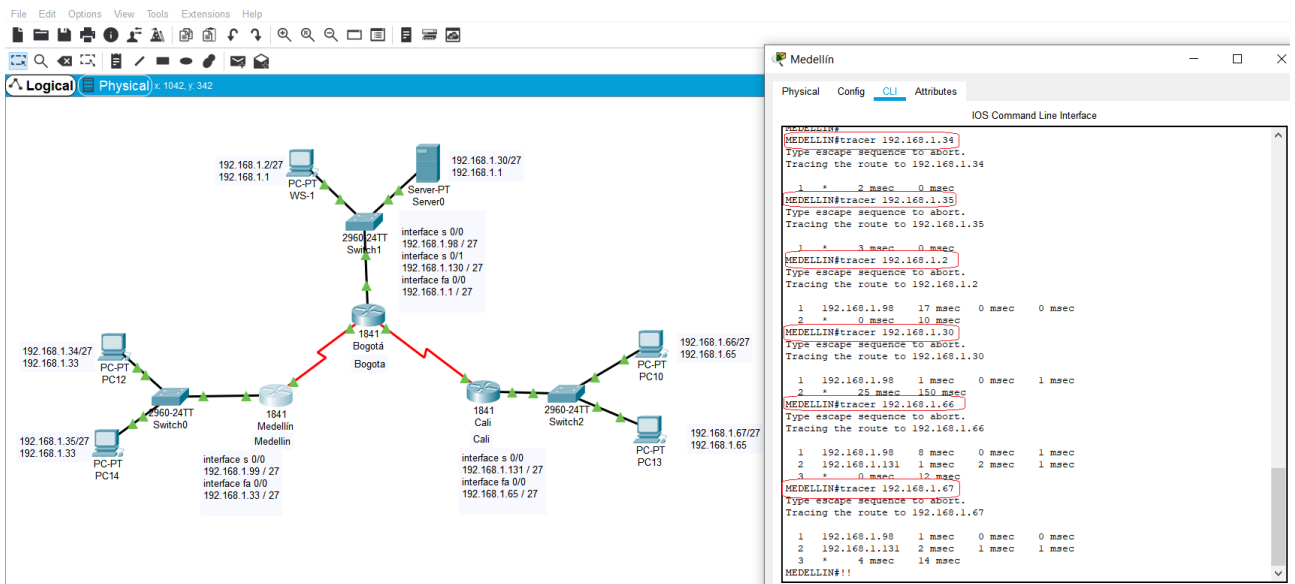 File Edit Options View Tools Extensions Help
Logical Physical x: 1042, y: 342
192.168.1.2/27
192.168.1.1
PC-PT
WS-1
192.168.1.30/27
192.168.1.1
Server-PT
Server0
2960-24TT
Switch1
interface s 0/0
192.168.1.98 / 27
interface s 0/1
192.168.1.130 / 27
interface fa 0/0
192.168.1.1 / 27
1841
Bogotá
Bogota
192.168.1.34/27
192.168.1.33
PC-PT
PC12
2960-24TT
Switch0
192.168.1.35/27
192.168.1.33
PC-PT
PC14
1841
Medellín
Medellin
interface s 0/0
192.168.1.99 / 27
interface fa 0/0
192.168.1.33 / 27
1841
Cali
Cali
interface s 0/0
192.168.1.131 / 27
interface fa 0/0
192.168.1.65 / 27
2960-24TT
Switch2
192.168.1.66/27
192.168.1.65
PC-PT
PC10
192.168.1.67/27
192.168.1.65
PC-PT
PC13
Medellín
Physical Config CLI Attributes
IOS Command Line Interface
MEDELLIN#
MEDELLIN#tracer 192.168.1.34
Type escape sequence to abort.
Tracing the route to 192.168.1.34
1 * 2 msec 0 msec
MEDELLIN#tracer 192.168.1.35
Type escape sequence to abort.
Tracing the route to 192.168.1.35
1 * 3 msec 0 msec
MEDELLIN#tracer 192.168.1.2
Type escape sequence to abort.
Tracing the route to 192.168.1.2
1 192.168.1.98 17 msec 0 msec 0 msec
2 * 0 msec 10 msec
MEDELLIN#tracer 192.168.1.30
Type escape sequence to abort.
Tracing the route to 192.168.1.30
1 192.168.1.98 1 msec 0 msec 1 msec
2 * 25 msec 150 msec
MEDELLIN#tracer 192.168.1.66
Type escape sequence to abort.
Tracing the route to 192.168.1.66
1 192.168.1.98 8 msec 0 msec 1 msec
2 192.168.1.131 1 msec 2 msec 1 msec
3 * 0 msec 12 msec
MEDELLIN#tracer 192.168.1.67
Type escape sequence to abort.
Tracing the route to 192.168.1.67
1 192.168.1.98 1 msec 0 msec 0 msec
2 192.168.1.131 2 msec 1 msec 1 msec
3 * 4 msec 14 msec
MEDELLIN#!!